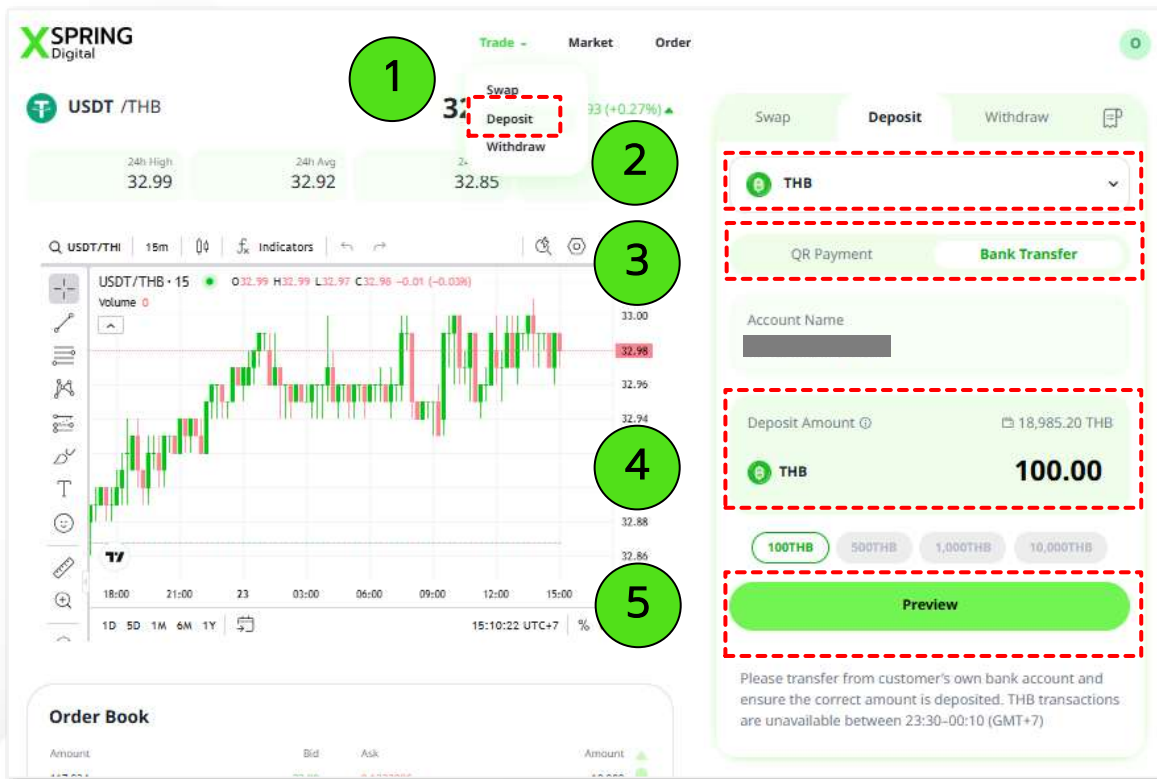 XSPRING
Digital
Trade
Market
Order
O
1
USDT /THB
Swap
Deposit
Withdraw
93 (+0.27%)
2
24h High
32.99
24h Avg
32.92
32.85
Swap
Deposit
Withdraw
THB
3
QR Payment
Bank Transfer
USDT/THI
15m
Indicators
USDT/THB · 15
O32.99 H32.99 L32.97 C32.98 −0.01 (−0.03%)
Volume 0
33.00
32.98
32.96
32.94
32.88
32.86
Account Name
4
Deposit Amount
18,985.20 THB
THB
100.00
100THB
500THB
1,000THB
10,000THB
5
Preview
18:00
21:00
23
03:00
06:00
09:00
12:00
15:00
1D 5D 1M 6M 1Y
15:10:22 UTC+7
%
Please transfer from customer's own bank account and
ensure the correct amount is deposited. THB transactions
are unavailable between 23:30–00:10 (GMT+7)
Order Book
Amount
Bid
Ask
Amount